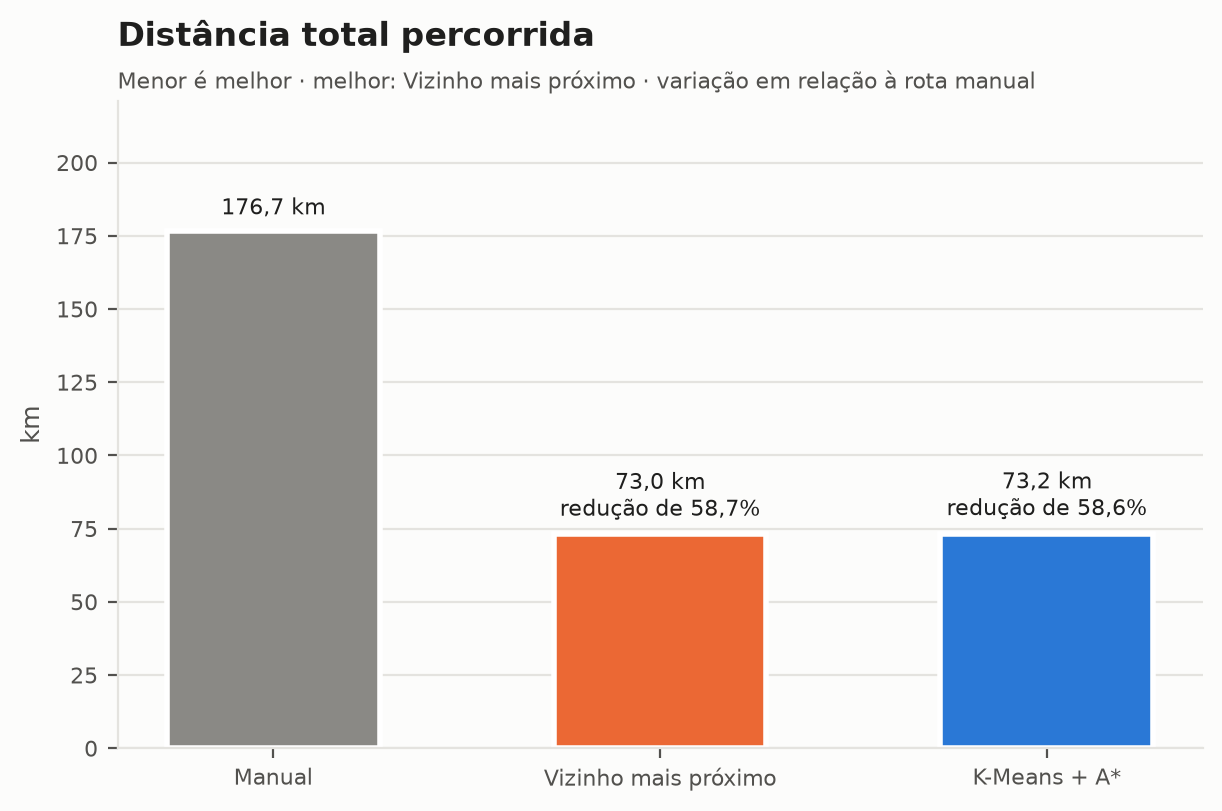 Distância total percorrida
Menor é melhor · melhor: Vizinho mais próximo · variação em relação à rota manual
km
200
175
150
125
100
75
50
25
0
176,7 km
73,0 km
redução de 58,7%
73,2 km
redução de 58,6%
Manual
Vizinho mais próximo
K-Means + A*